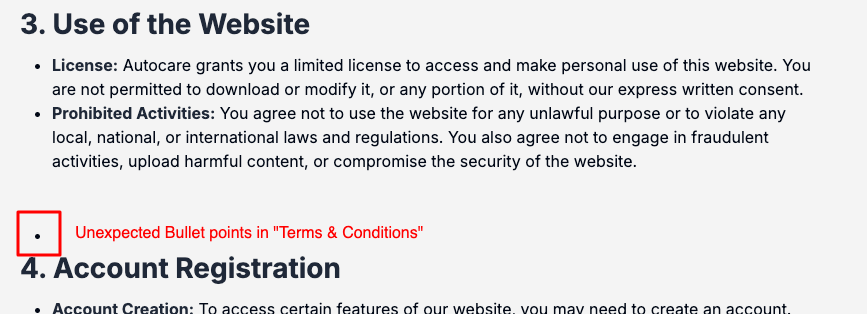 3. Use of the Website
• License: Autocare grants you a limited license to access and make personal use of this website. You
are not permitted to download or modify it, or any portion of it, without our express written consent.
• Prohibited Activities: You agree not to use the website for any unlawful purpose or to violate any
local, national, or international laws and regulations. You also agree not to engage in fraudulent
activities, upload harmful content, or compromise the security of the website.
• Unexpected Bullet points in "Terms & Conditions"
4. Account Registration
• Account Creation: To access certain features of our website, you may need to create an account.